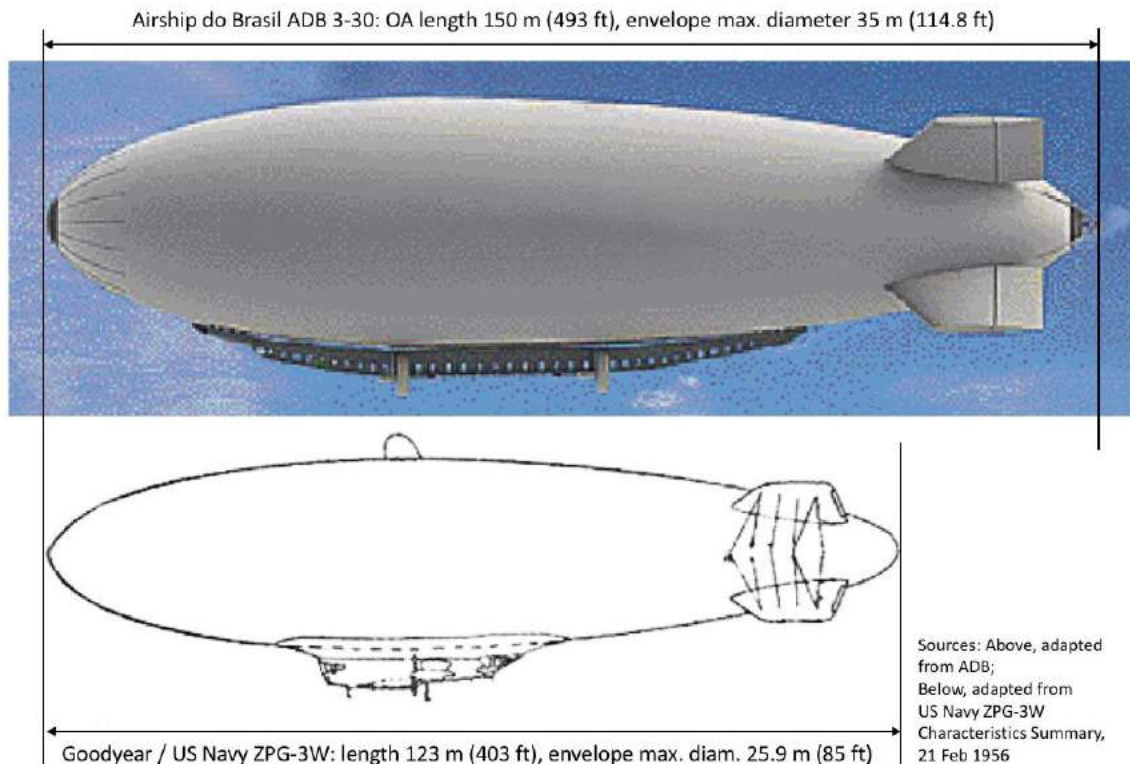 Airship do Brasil ADB 3-30: OA length 150 m (493 ft), envelope max. diameter 35 m (114.8 ft)
Sources: Above, adapted
from ADB;
Below, adapted from
US Navy ZPG-3W
Characteristics Summary,
21 Feb 1956
Goodyear / US Navy ZPG-3W: length 123 m (403 ft), envelope max. diam. 25.9 m (85 ft)